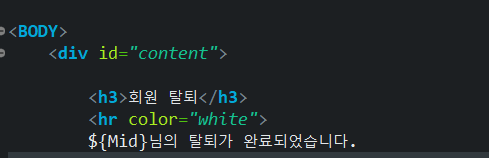 <BODY>
<div id="content">
<h3>회원 탈퇴</h3>
<hr color="white">
${Mid}님의 탈퇴가 완료되었습니다.